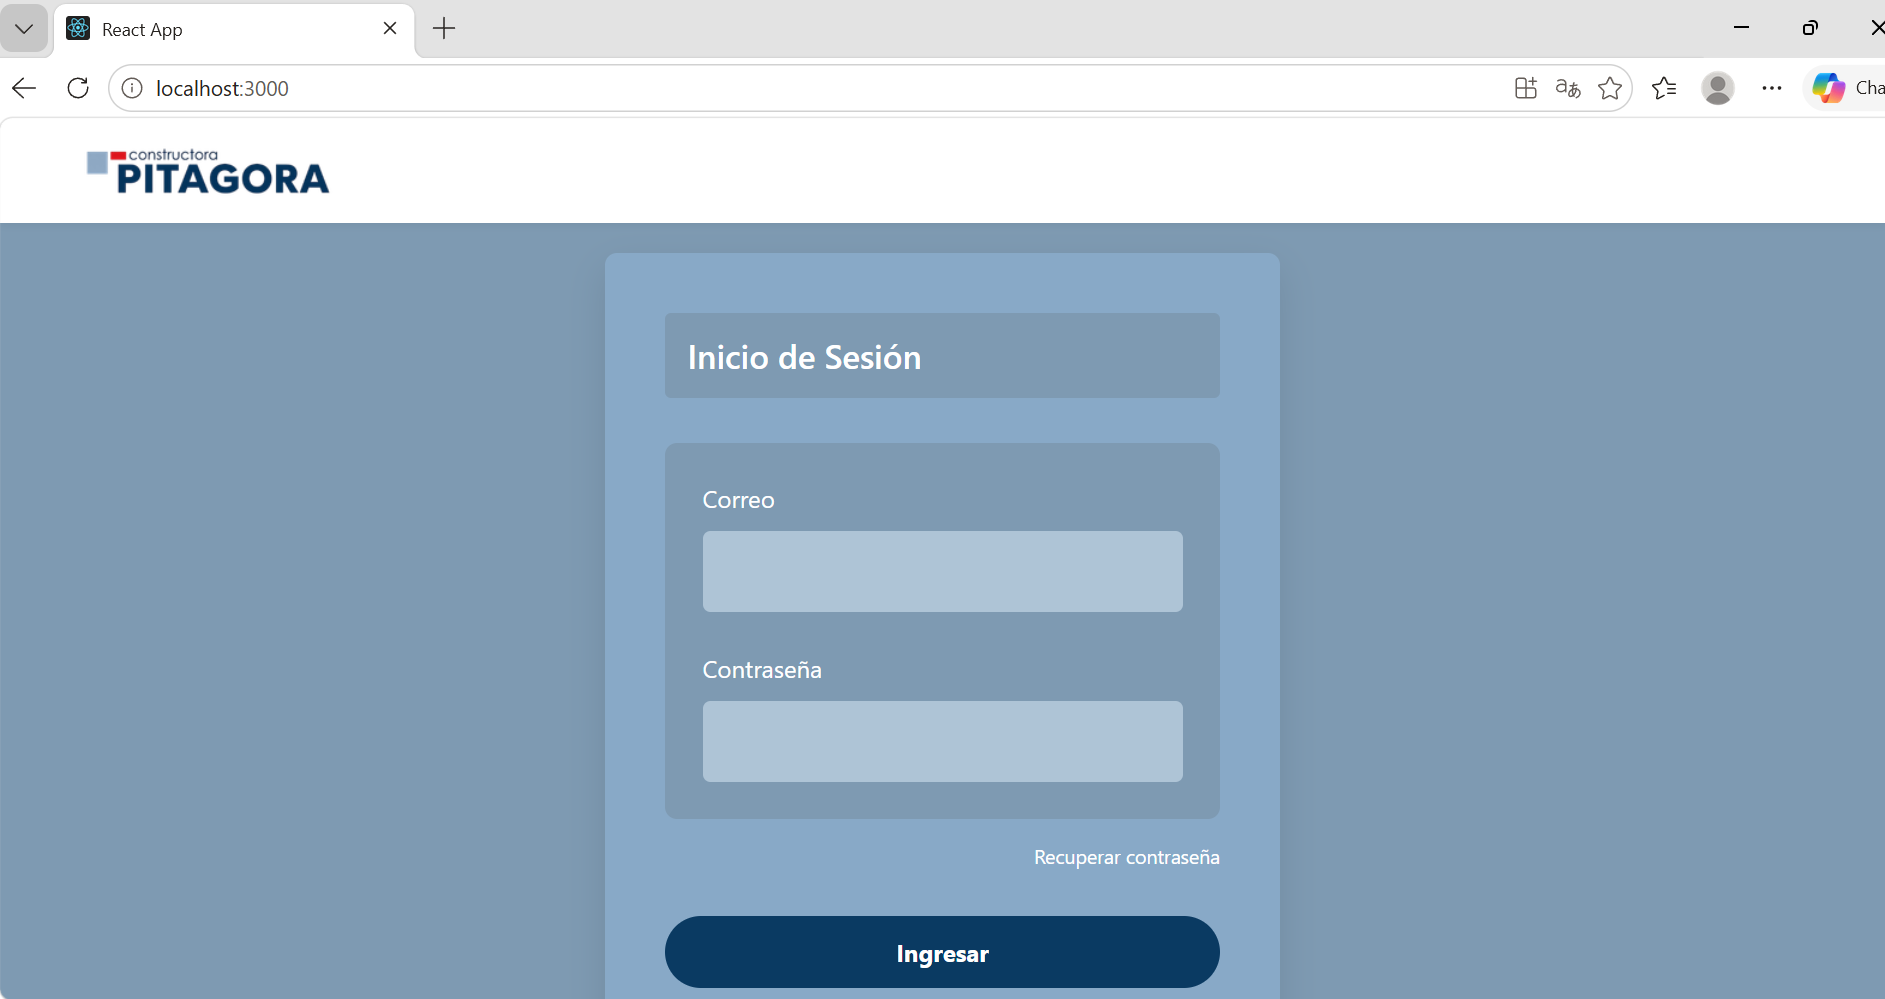 React App
localhost:3000
Cha
constructora
PITAGORA
Inicio de Sesión
Correo
Contraseña
Recuperar contraseña
Ingresar